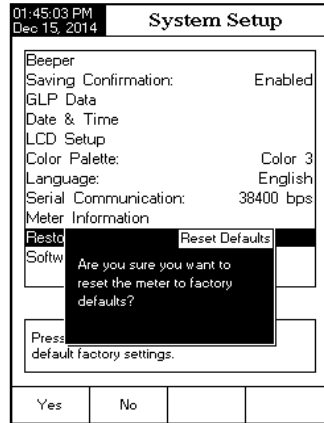 01:45:03 PM
Dec 15, 2014
System Setup
Beeper
Saving Confirmation: Enabled
GLP Data
Date & Time
LCD Setup
Color Palette: Color 3
Language: English
Serial Communication: 38400 bps
Meter Information
Resto
Softw
Reset Defaults
Are you sure you want to
reset the meter to factory
defaults?
Press
default factory settings.
Yes No